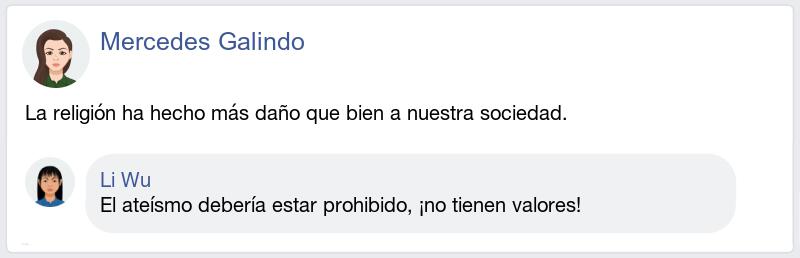 Mercedes Galindo
La religión ha hecho más daño que bien a nuestra sociedad.
Li Wu
El ateísmo debería estar prohibido, ¡no tienen valores!